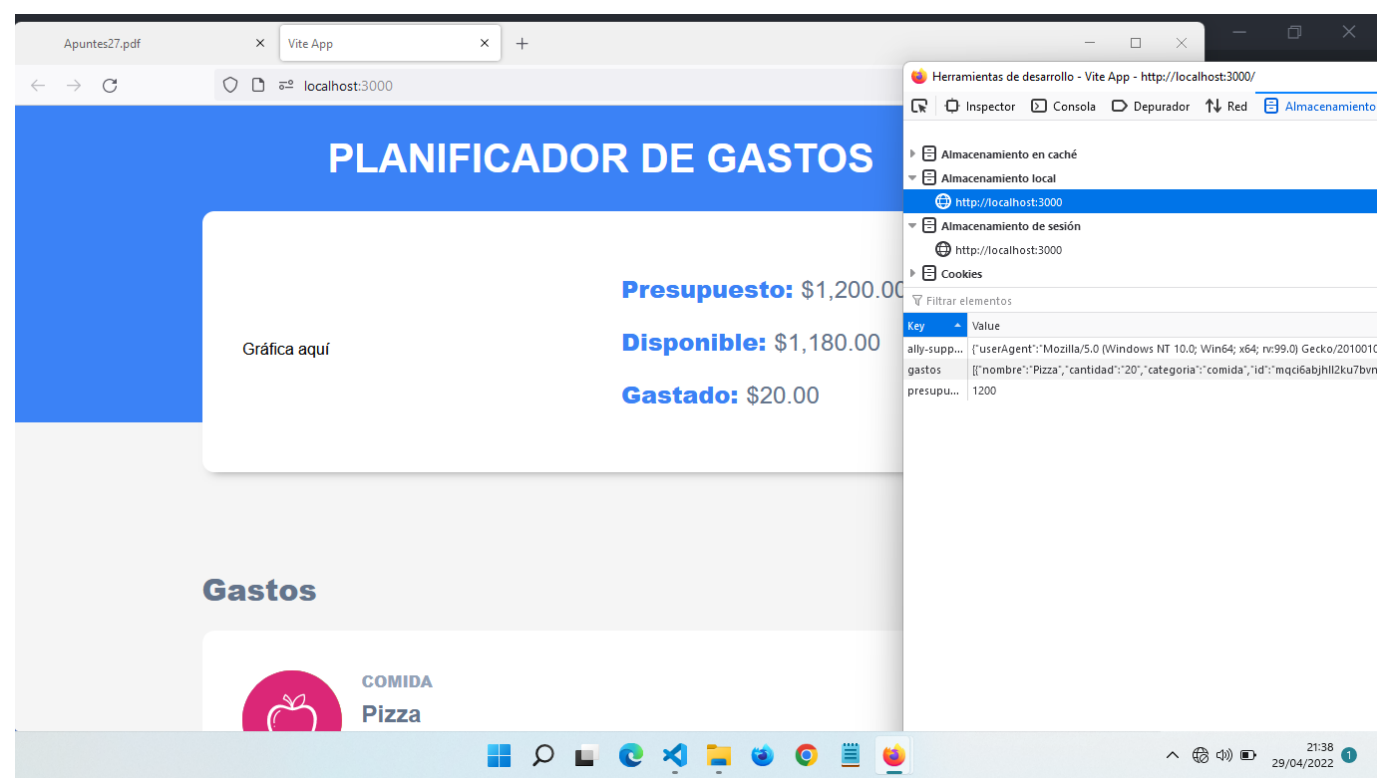 Apuntes27.pdf
Vite App
localhost:3000
PLANIFICADOR DE GASTOS
Gráfica aquí
Presupuesto: $1,200.00
Disponible: $1,180.00
Gastado: $20.00
Gastos
COMIDA
Pizza
Herramientas de desarrollo - Vite App - http://localhost:3000/
Inspector Consola Depurador Red Almacenamiento
Almacenamiento en caché
Almacenamiento local
http://localhost:3000
Almacenamiento de sesión
http://localhost:3000
Cookies
Filtrar elementos
Key Value
ally-supp... {"userAgent":"Mozilla/5.0 (Windows NT 10.0; Win64; x64; rv:99.0) Gecko/2010010
gastos [{"nombre":"Pizza","cantidad":"20","categoria":"comida","id":"mqci6abjhll2ku7bvn
presupu... 1200
21:38
29/04/2022
1